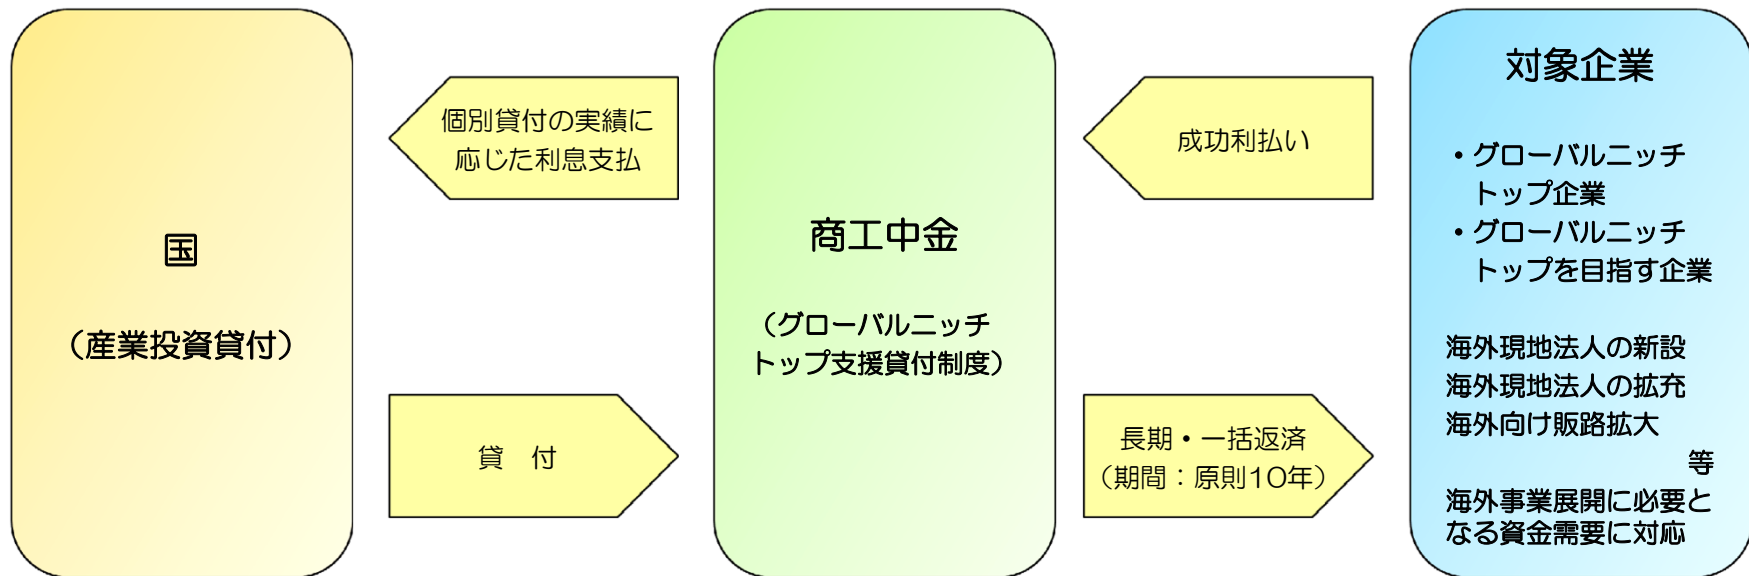 国
（産業投資貸付）
個別貸付の実績に
応じた利息支払
貸　付
商工中金
（グローバルニッチ
トップ支援貸付制度）
成功利払い
長期・一括返済
（期間：原則10年）
対象企業
・グローバルニッチ
トップ企業
・グローバルニッチ
トップを目指す企業
海外現地法人の新設
海外現地法人の拡充
海外向け販路拡大
等
海外事業展開に必要と
なる資金需要に対応